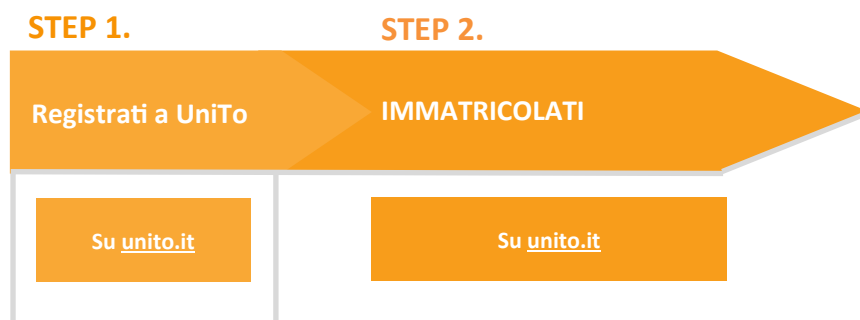 STEP 1.
STEP 2.
Registrati a UniTo
IMMATRICOLATI
Su unito.it
Su unito.it